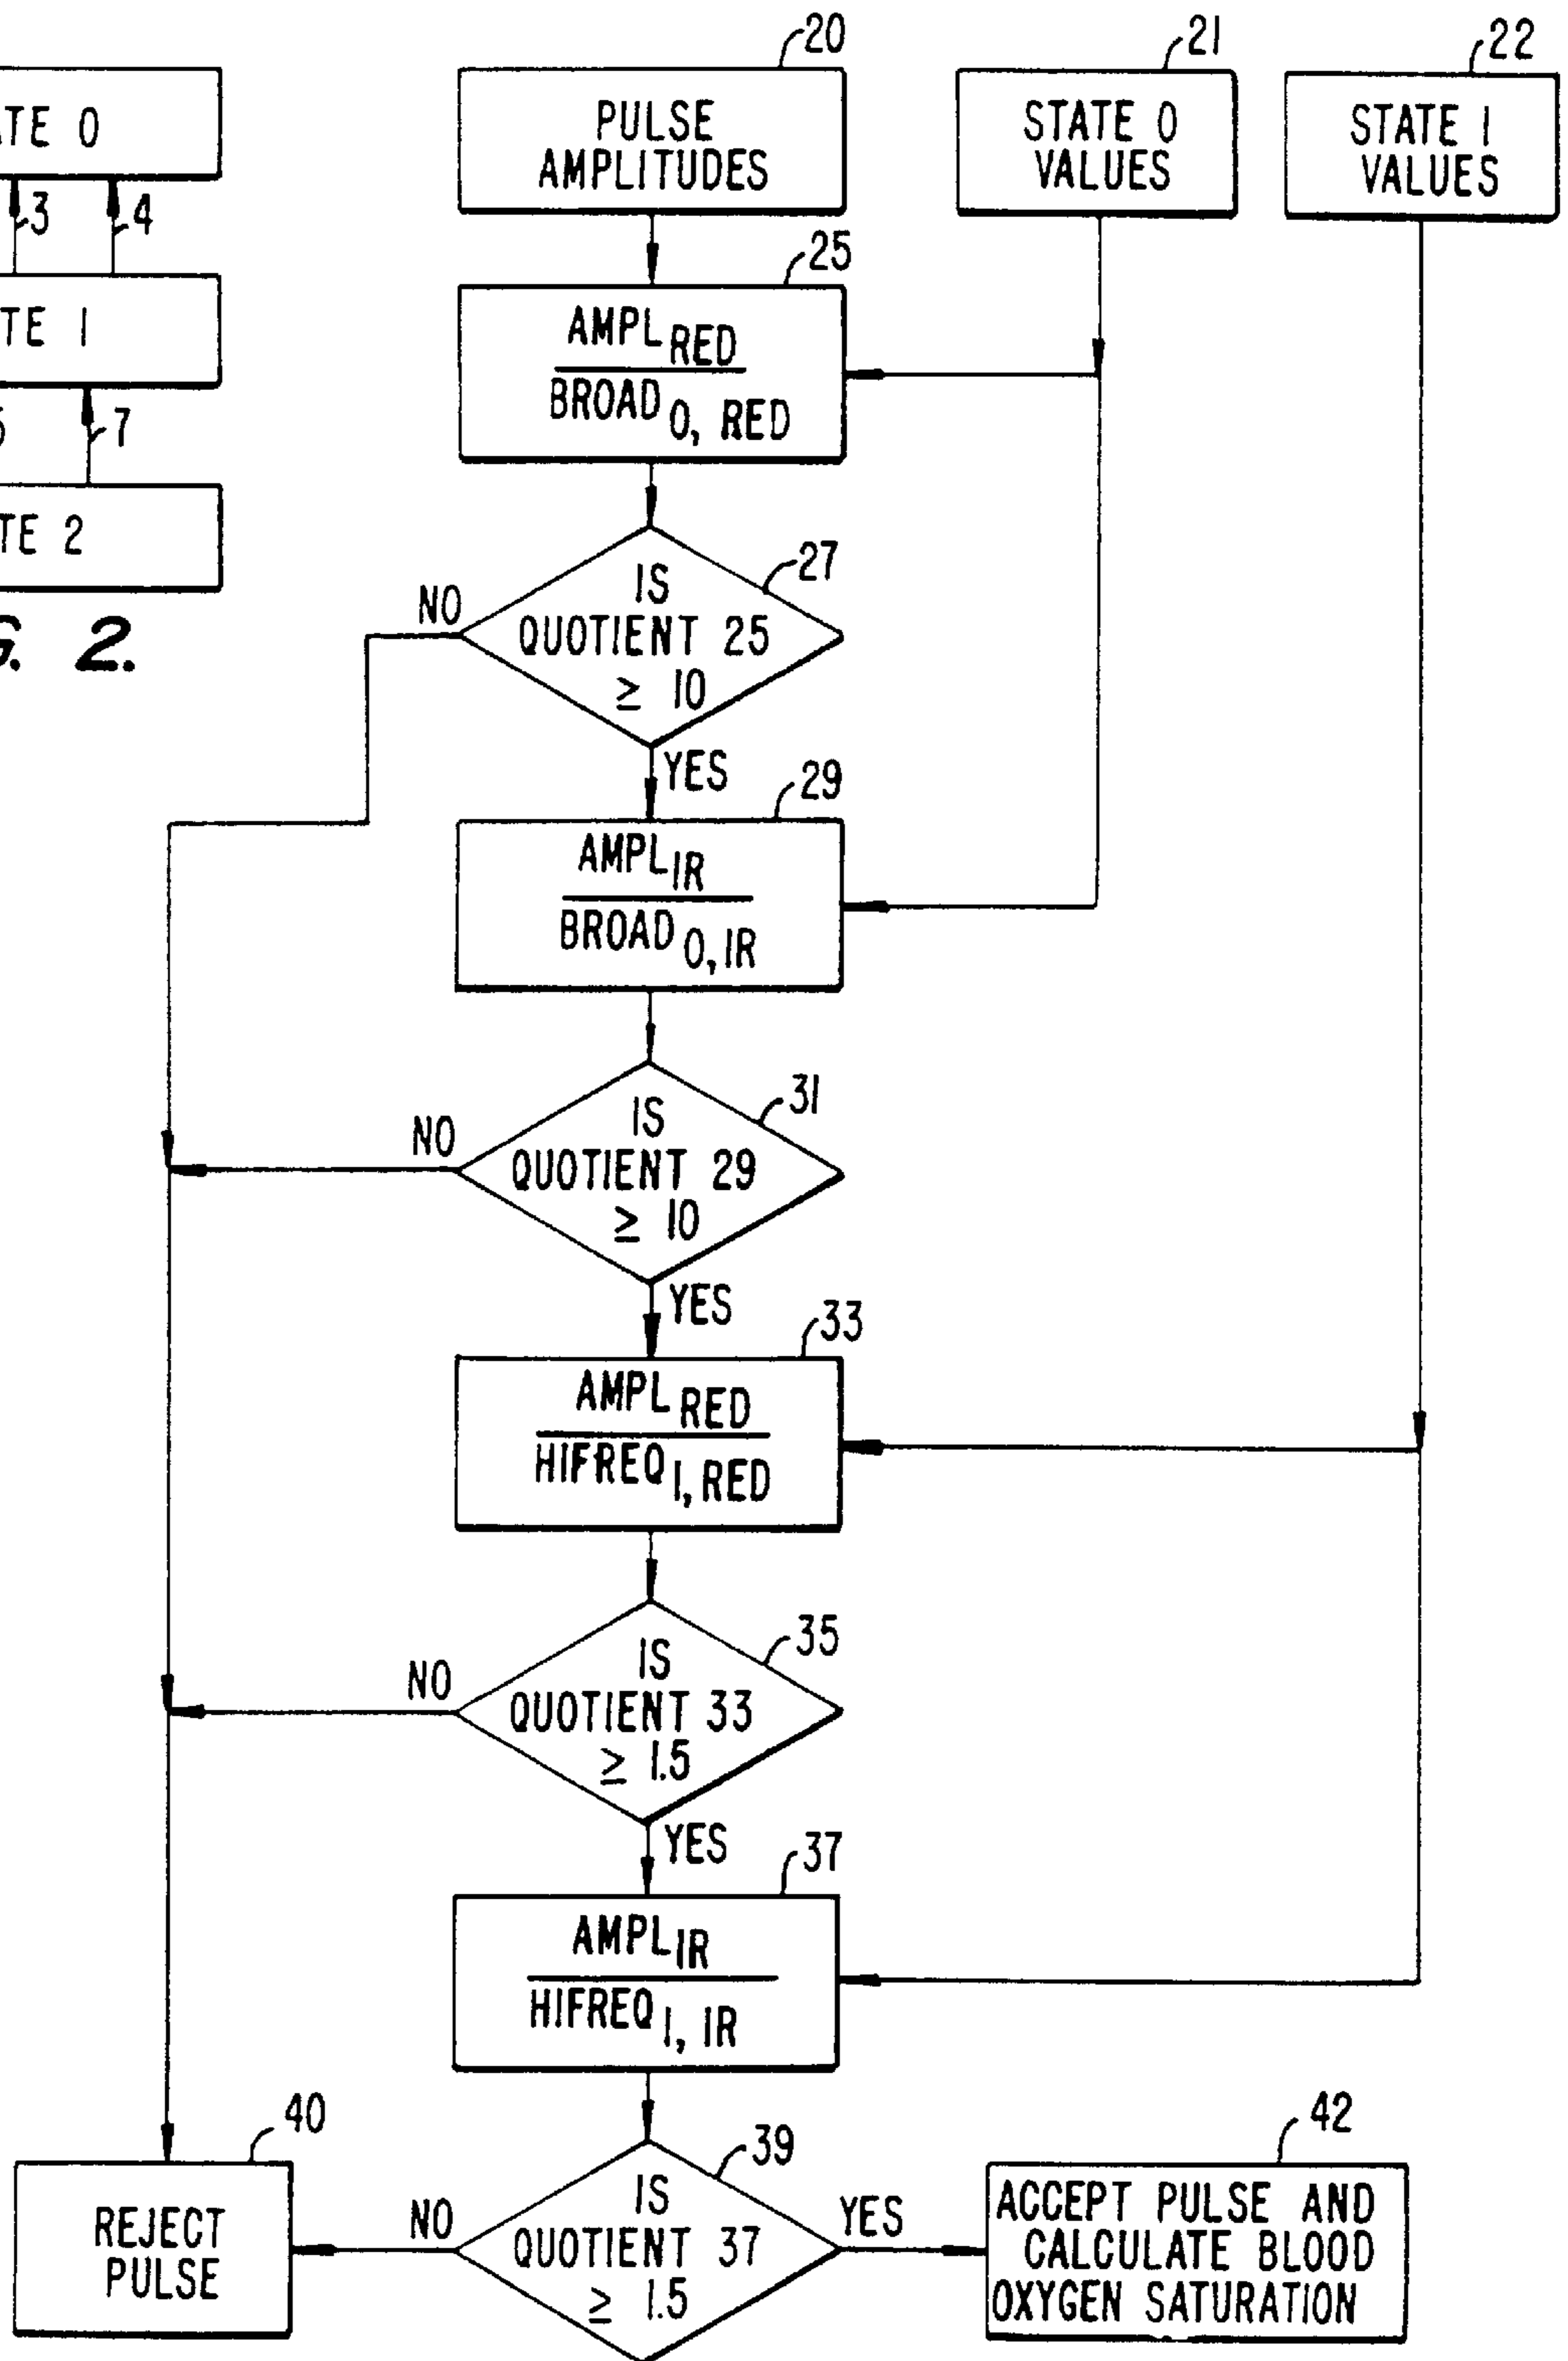 20
21
22
PULSE
AMPLITUDES
STATE 0
VALUES
STATE 1
VALUES
ATE 0
3
4
TE 1
7
TE 2
G. 2.
25
AMPL RED
BROAD 0, RED
27
IS
QUOTIENT 25
≥ 10
NO
YES
29
AMPL IR
BROAD 0, IR
31
IS
QUOTIENT 29
≥ 10
NO
YES
33
AMPL RED
HIFREQ 1, RED
35
IS
QUOTIENT 33
≥ 1.5
NO
YES
37
AMPL IR
HIFREQ 1, IR
39
IS
QUOTIENT 37
≥ 1.5
NO
YES
40
REJECT
PULSE
42
ACCEPT PULSE AND
CALCULATE BLOOD
OXYGEN SATURATION